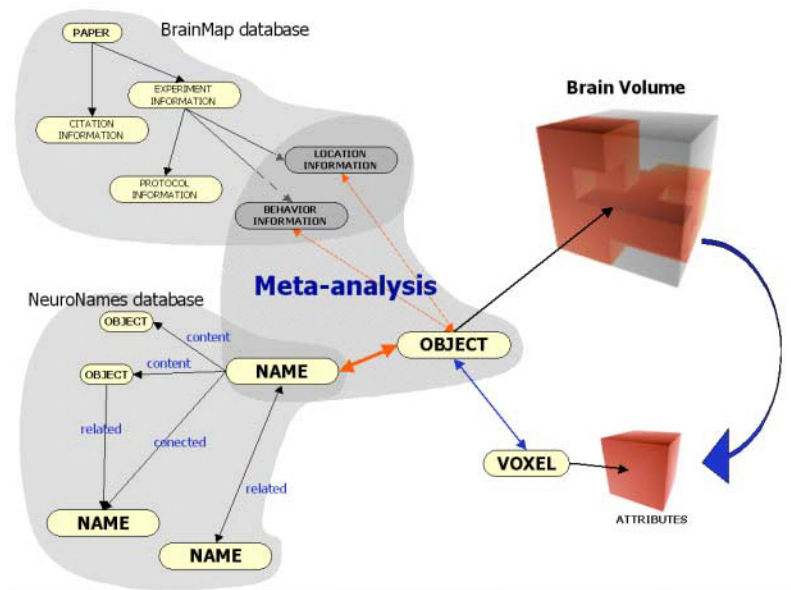 BrainMap database
PAPER
EXPERIMENT
INFORMATION
CITATION
INFORMATION
PROTOCOL
INFORMATION
LOCATION
INFORMATION
BEHAVIOR
INFORMATION
Brain Volume
Meta-analysis
NeuroNames database
OBJECT
content
OBJECT
content
NAME
OBJECT
related
conected
related
VOXEL
NAME
NAME
ATTRIBUTES